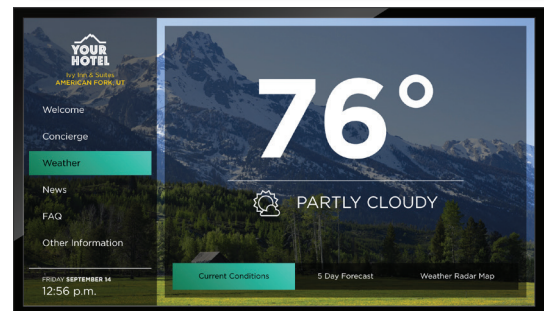 YOUR
HOTEL
Ivy Inn & Suites
AMERICAN FORK, UT
Welcome
Concierge
Weather
News
FAQ
Other Information
FRIDAY SEPTEMBER 14
12:56 p.m.
76°
PARTLY CLOUDY
Current Conditions
5 Day Forecast
Weather Radar Map